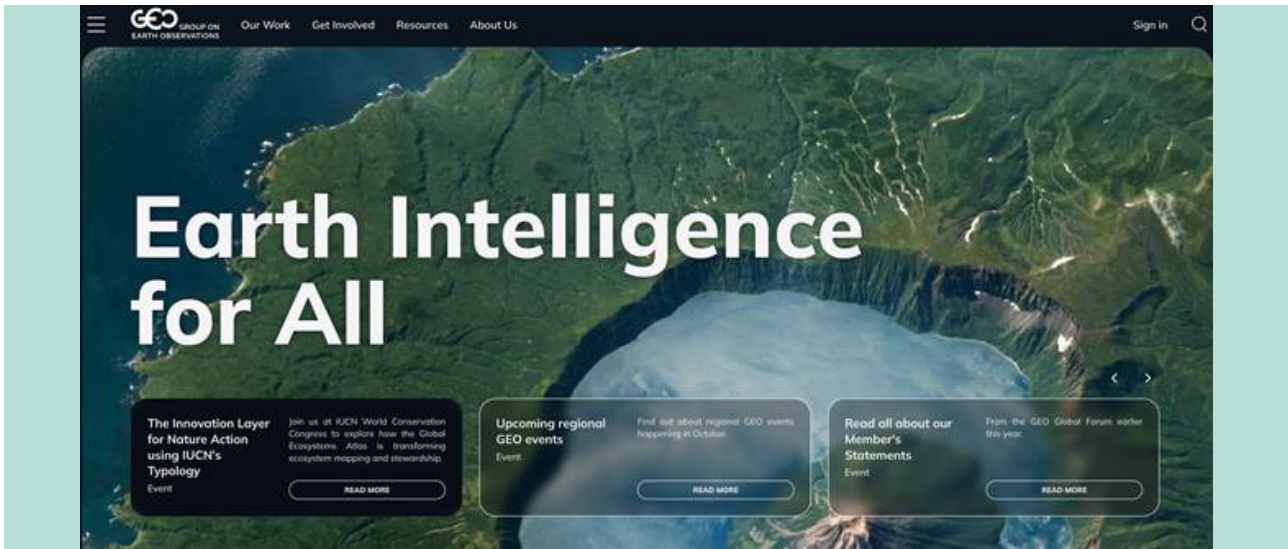 GEO GROUP ON
EARTH OBSERVATIONS
Our Work
Get Involved
Resources
About Us
Sign in
Earth Intelligence
for All
The Innovation Layer
for Nature Action
using IUCN's
Typology
Event
Join us at IUCN World Conservation
Congress to explore how the Global
Ecosystems Atlas is transforming
ecosystem mapping and stewardship.
READ MORE
Upcoming regional
GEO events
Event
Find out about regional GEO events
happening in October.
READ MORE
Read all about our
Member's
Statements
Event
From the GEO Global Forum earlier
this year.
READ MORE